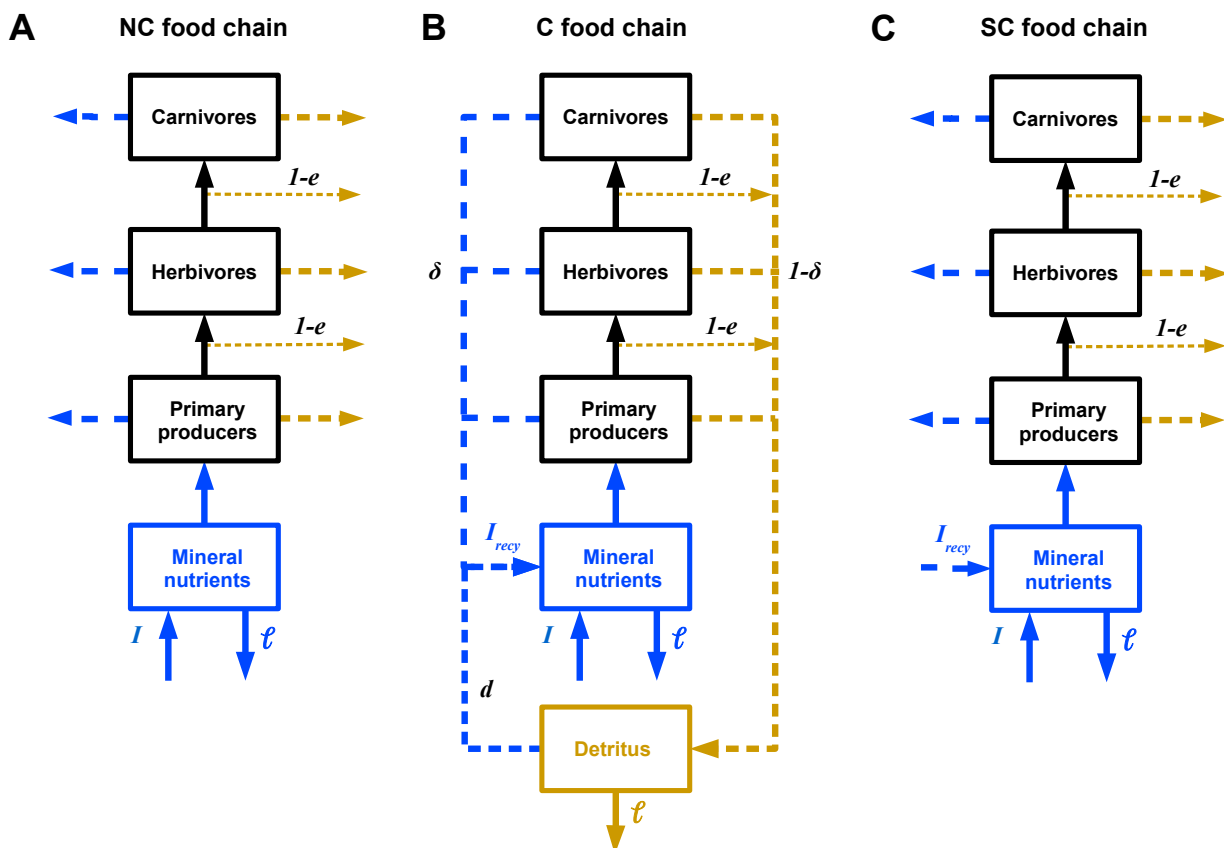 A
NC food chain
Carnivores
1-e
Herbivores
1-e
Primary
producers
Mineral
nutrients
I
ℓ
B
C food chain
Carnivores
1-e
δ
Herbivores
1-δ
1-e
Primary
producers
I_recy
Mineral
nutrients
I
ℓ
d
Detritus
ℓ
C
SC food chain
Carnivores
1-e
Herbivores
1-e
Primary
producers
I_recy
Mineral
nutrients
I
ℓ